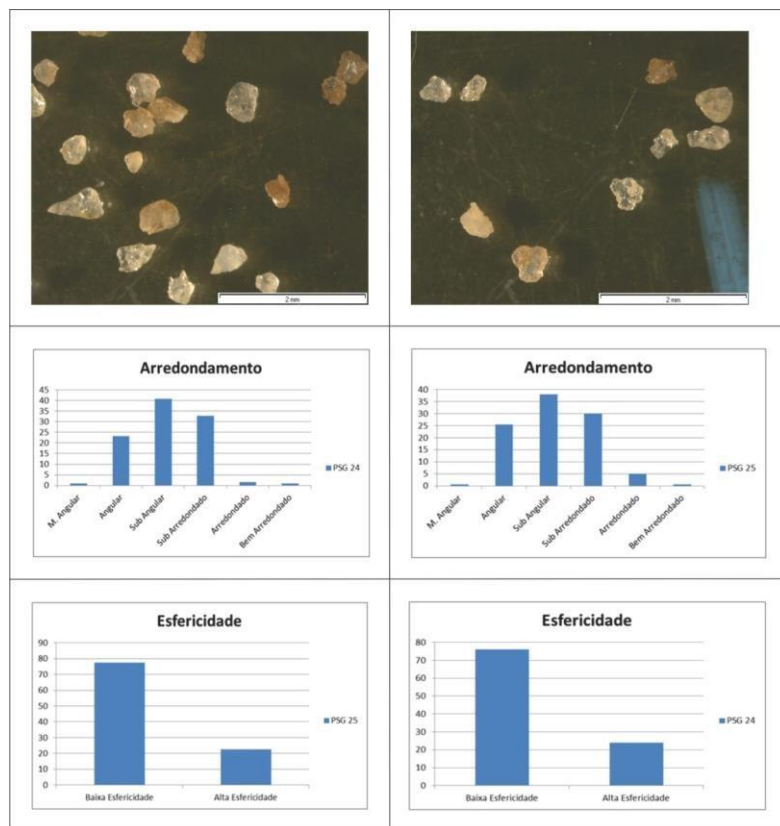 2 mm
2 mm
Arredondamento
45
40
35
30
25
20
15
10
5
0
M. Angular
Angular
Sub Angular
Sub Arredondado
Arredondado
Bem Arredondado
PSG 24
Arredondamento
40
35
30
25
20
15
10
5
0
M. Angular
Angular
Sub Angular
Sub Arredondado
Arredondado
Bem Arredondado
PSG 25
Esfericidade
90
80
70
60
50
40
30
20
10
0
Baixa Esfericidade
Alta Esfericidade
PSG 25
Esfericidade
80
70
60
50
40
30
20
10
0
Baixa Esfericidade
Alta Esfericidade
PSG 24